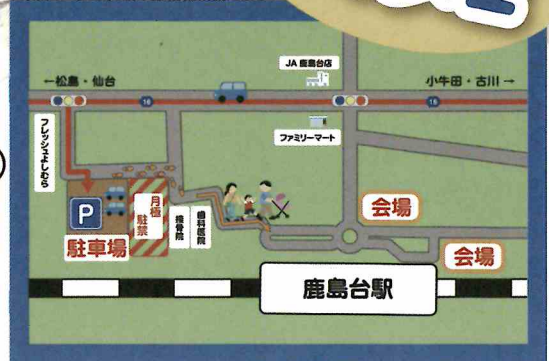 JA 鹿島台店
←松島・仙台
小牛田・古川→
16
16
ファミリーマート
フレッシュよしむら
P
月極
駐禁
接骨院
歯科医院
駐車場
会場
会場
鹿島台駅